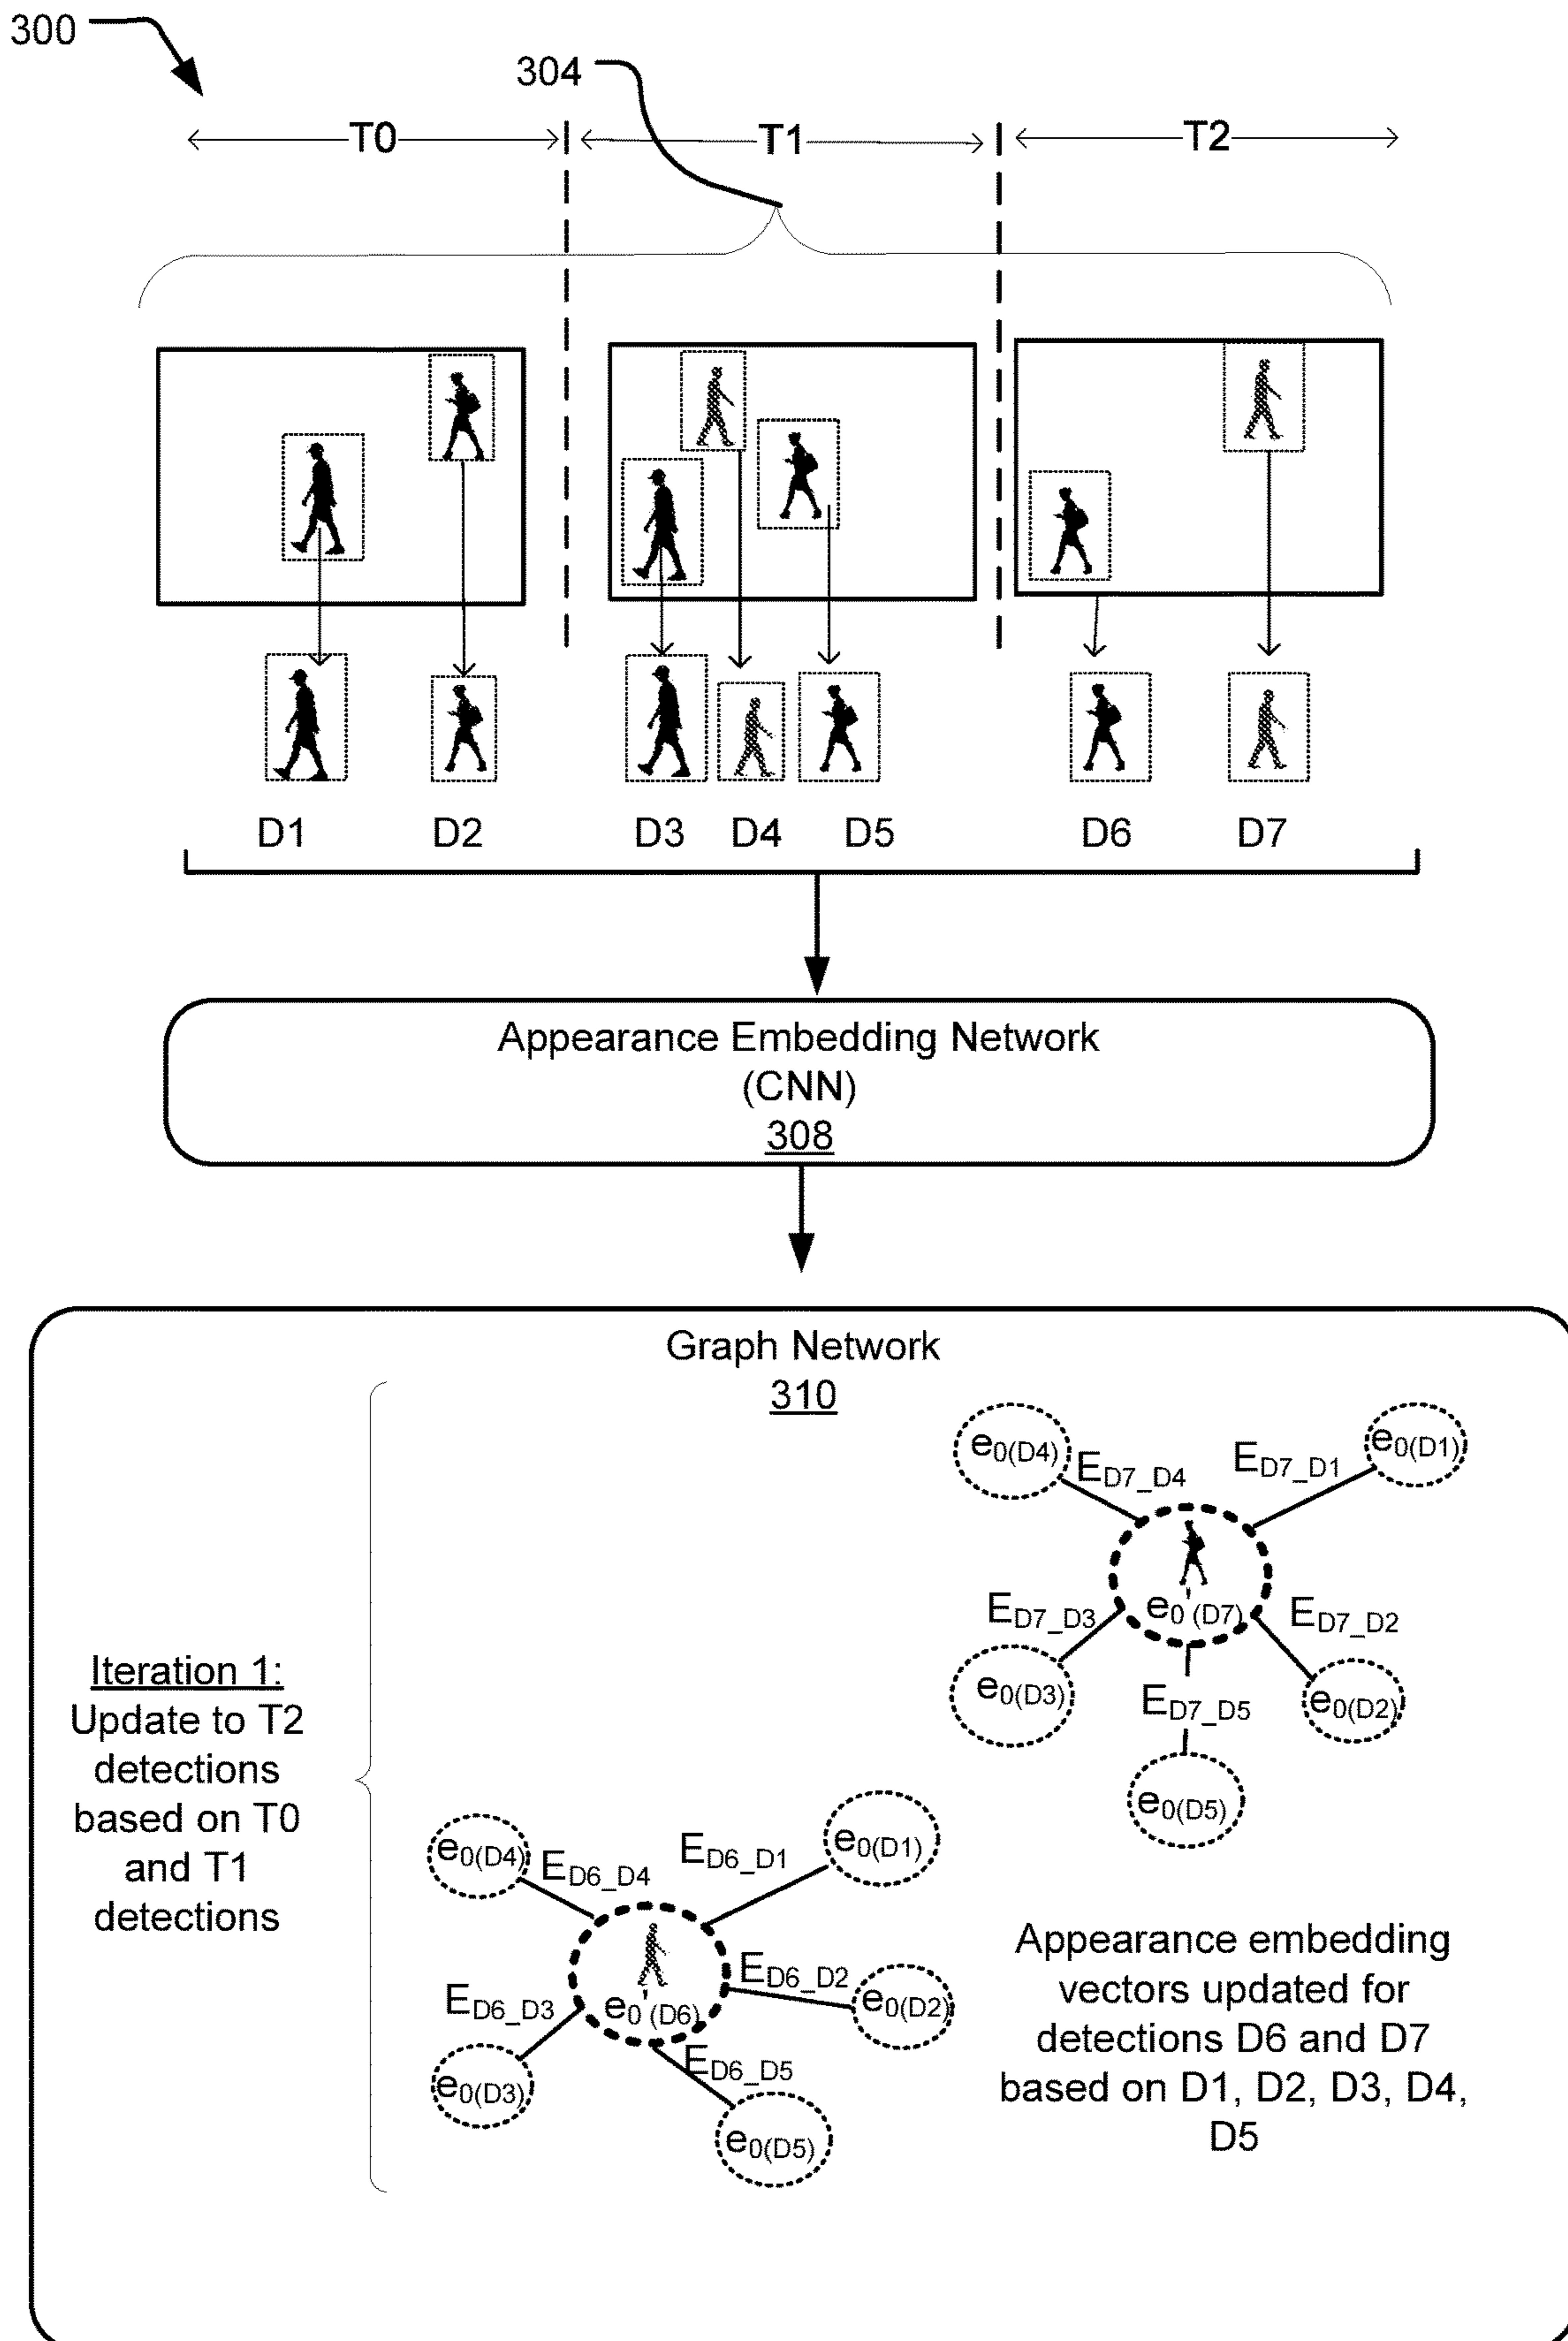 300
304
T0 T1 T2
D1 D2 D3 D4 D5 D6 D7
Appearance Embedding Network
(CNN)
308
Graph Network
310
e0(D4) ED7_D4 ED7_D1 e0(D1)
e0 (D7)
ED7_D3 ED7_D2
e0(D3) ED7_D5 e0(D2)
e0(D5)
Iteration 1:
Update to T2
detections
based on T0
and T1
detections
e0(D4) ED6_D4 ED6_D1 e0(D1)
ED6_D3 e0 (D6) ED6_D2 e0(D2)
e0(D3) ED6_D5
e0(D5)
Appearance embedding
vectors updated for
detections D6 and D7
based on D1, D2, D3, D4,
D5